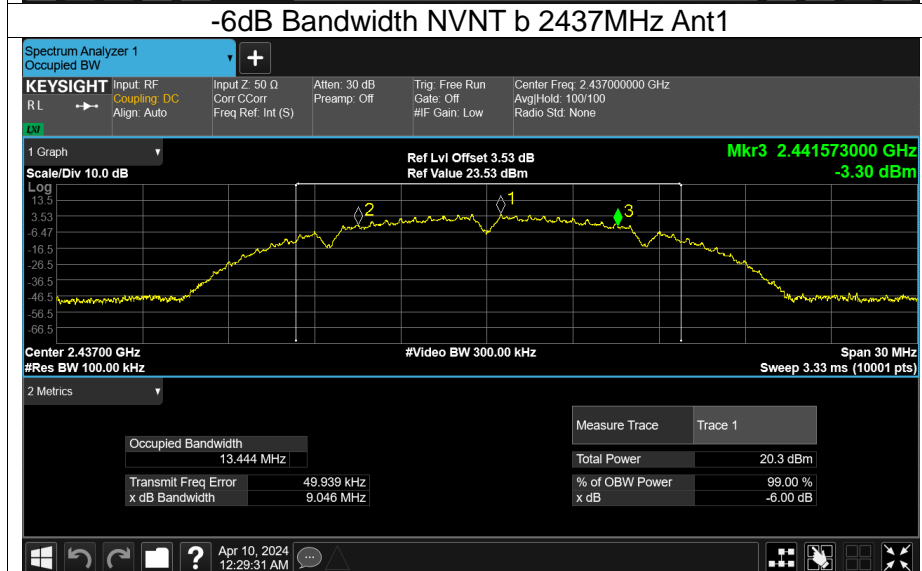 -6dB Bandwidth NVNT b 2437MHz Ant1
Spectrum Analyzer 1
Occupied BW
+
KEYSIGHT
R L
LXI
Input: RF
Coupling: DC
Align: Auto
Input Z: 50 Ω
Corr CCorr
Freq Ref: Int (S)
Atten: 30 dB
Preamp: Off
Trig: Free Run
Gate: Off
#IF Gain: Low
Center Freq: 2.437000000 GHz
Avg|Hold: 100/100
Radio Std: None
1 Graph
Scale/Div 10.0 dB
Ref Lvl Offset 3.53 dB
Ref Value 23.53 dBm
Mkr3 2.441573000 GHz
-3.30 dBm
Log
13.5
3.53
-6.47
-16.5
-26.5
-36.5
-46.5
-56.5
-66.5
2
1
3
Center 2.43700 GHz
#Res BW 100.00 kHz
#Video BW 300.00 kHz
Span 30 MHz
Sweep 3.33 ms (10001 pts)
2 Metrics
Measure Trace Trace 1
Occupied Bandwidth
13.444 MHz
Total Power 20.3 dBm
Transmit Freq Error 49.939 kHz
% of OBW Power 99.00 %
x dB Bandwidth 9.046 MHz
x dB -6.00 dB
?
Apr 10, 2024
12:29:31 AM